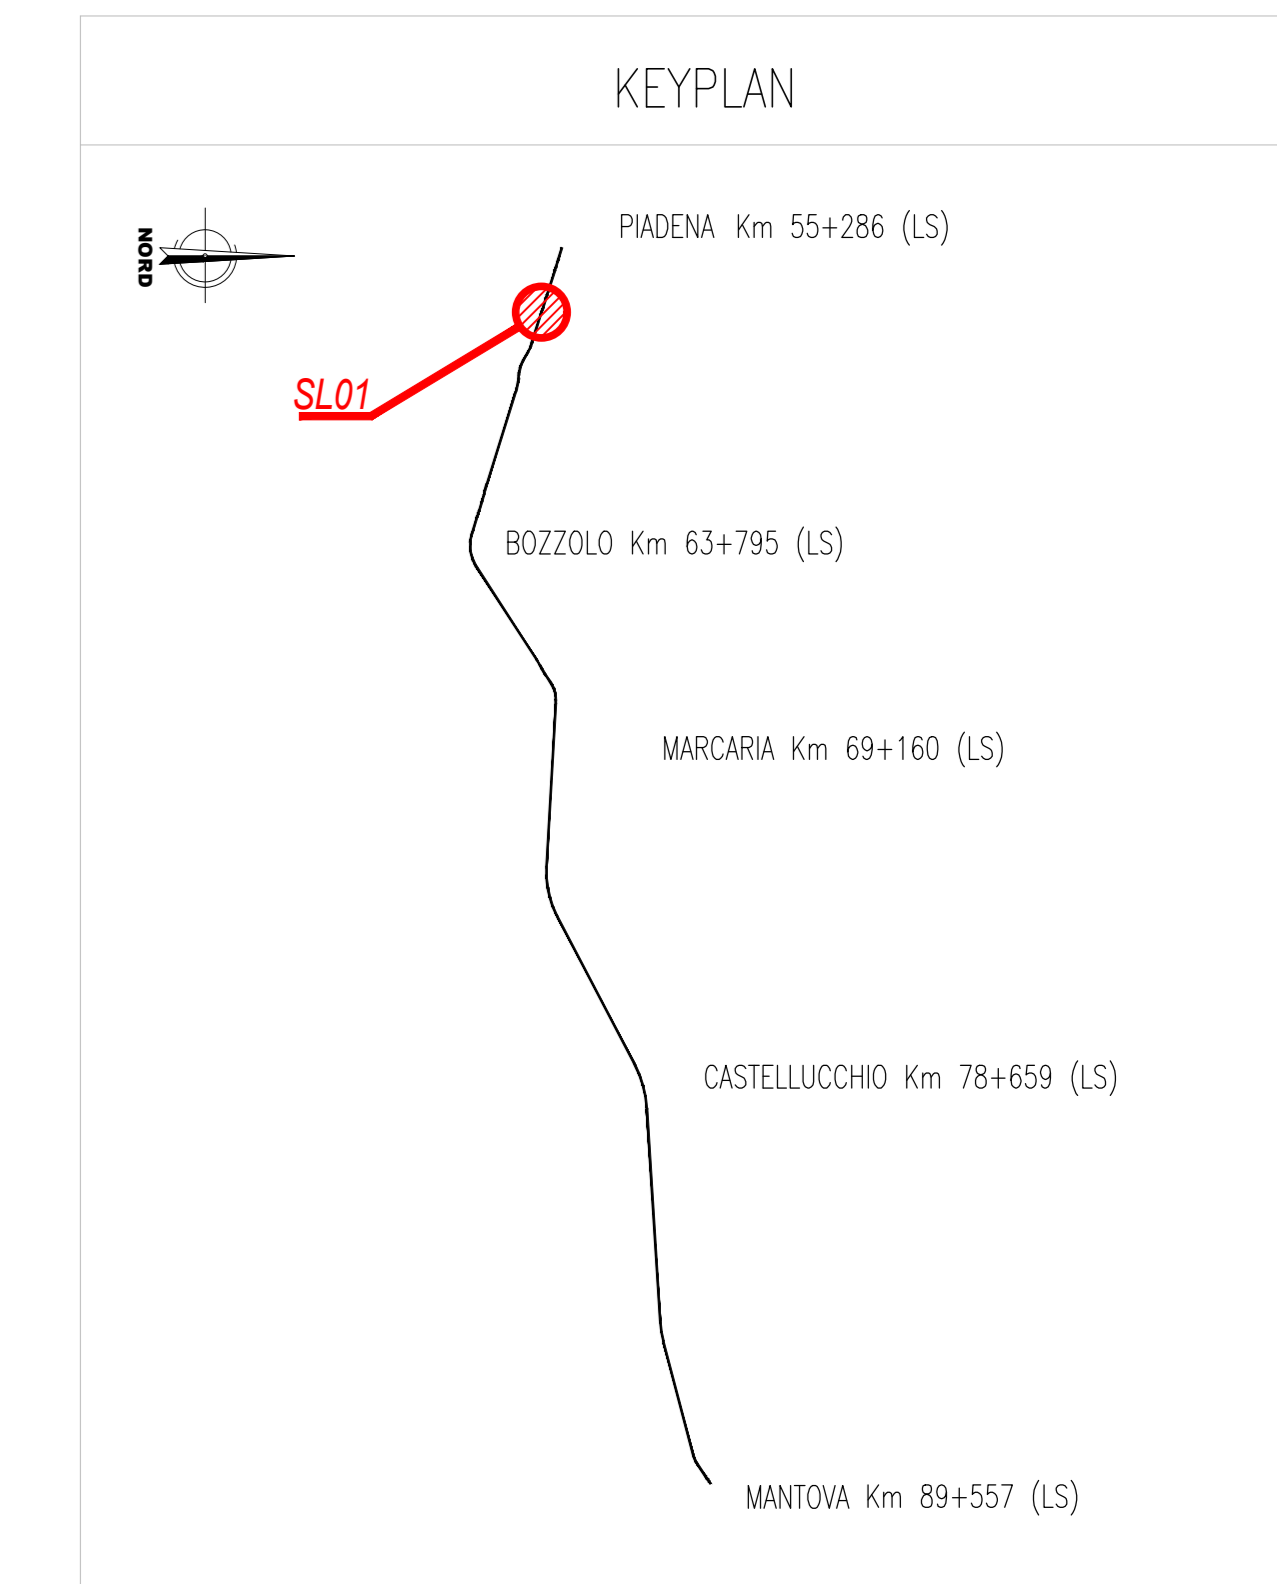 KEYPLAN
NORD
PIADENA Km 55+286 (LS)
SL01
BOZZOLO Km 63+795 (LS)
MARCARIA Km 69+160 (LS)
CASTELLUCCHIO Km 78+659 (LS)
MANTOVA Km 89+557 (LS)